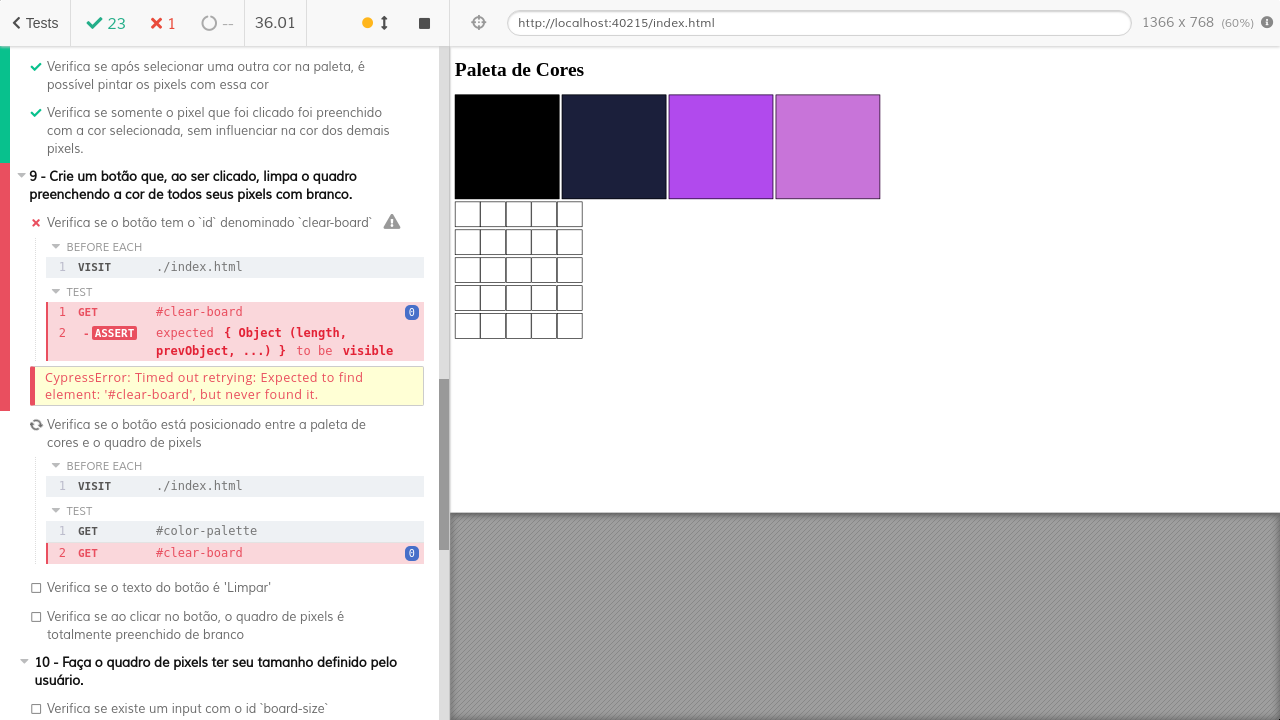 Tests
23
1
--
36.01
http://localhost:40215/index.html
1366 x 768 (60%)
Verifica se após selecionar uma outra cor na paleta, é
possível pintar os pixels com essa cor
Verifica se somente o pixel que foi clicado foi preenchido
com a cor selecionada, sem influenciar na cor dos demais
pixels.
9 - Crie um botão que, ao ser clicado, limpa o quadro
preenchendo a cor de todos seus pixels com branco.
Verifica se o botão tem o `id` denominado `clear-board`
BEFORE EACH
1 VISIT ./index.html
TEST
1 GET #clear-board 0
2 - ASSERT expected { Object (length,
prevObject, ...) } to be visible
CypressError: Timed out retrying: Expected to find
element: '#clear-board', but never found it.
Verifica se o botão está posicionado entre a paleta de
cores e o quadro de pixels
BEFORE EACH
1 VISIT ./index.html
TEST
1 GET #color-palette
2 GET #clear-board 0
Verifica se o texto do botão é 'Limpar'
Verifica se ao clicar no botão, o quadro de pixels é
totalmente preenchido de branco
10 - Faça o quadro de pixels ter seu tamanho definido pelo
usuário.
Verifica se existe um input com o id `board-size`
Paleta de Cores